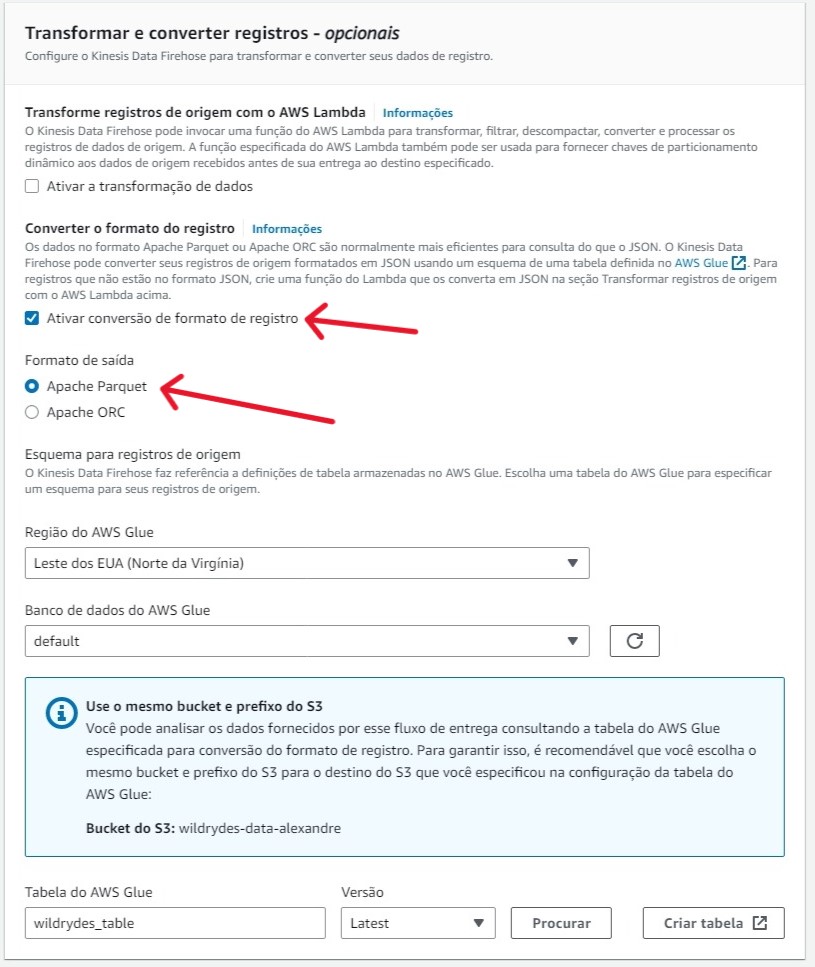 Transformar e converter registros - opcionais
Configure o Kinesis Data Firehose para transformar e converter seus dados de registro.
Transforme registros de origem com o AWS Lambda Informações
O Kinesis Data Firehose pode invocar uma função do AWS Lambda para transformar, filtrar, descompactar, converter e processar os
registros de dados de origem. A função especificada do AWS Lambda também pode ser usada para fornecer chaves de particionamento
dinâmico aos dados de origem recebidos antes de sua entrega ao destino especificado.
Ativar a transformação de dados
Converter o formato do registro Informações
Os dados no formato Apache Parquet ou Apache ORC são normalmente mais eficientes para consulta do que o JSON. O Kinesis Data
Firehose pode converter seus registros de origem formatados em JSON usando um esquema de uma tabela definida no AWS Glue. Para
registros que não estão no formato JSON, crie uma função do Lambda que os converta em JSON na seção Transformar registros de origem
com o AWS Lambda acima.
Ativar conversão de formato de registro
Formato de saída
Apache Parquet
Apache ORC
Esquema para registros de origem
O Kinesis Data Firehose faz referência a definições de tabela armazenadas no AWS Glue. Escolha uma tabela do AWS Glue para especificar
um esquema para seus registros de origem.
Região do AWS Glue
Leste dos EUA (Norte da Virgínia)
Banco de dados do AWS Glue
default
Use o mesmo bucket e prefixo do S3
Você pode analisar os dados fornecidos por esse fluxo de entrega consultando a tabela do AWS Glue
especificada para conversão do formato de registro. Para garantir isso, é recomendável que você escolha o
mesmo bucket e prefixo do S3 para o destino do S3 que você especificou na configuração da tabela do
AWS Glue:
Bucket do S3: wildrydes-data-alexandre
Tabela do AWS Glue Versão
wildrydes_table Latest Procurar Criar tabela